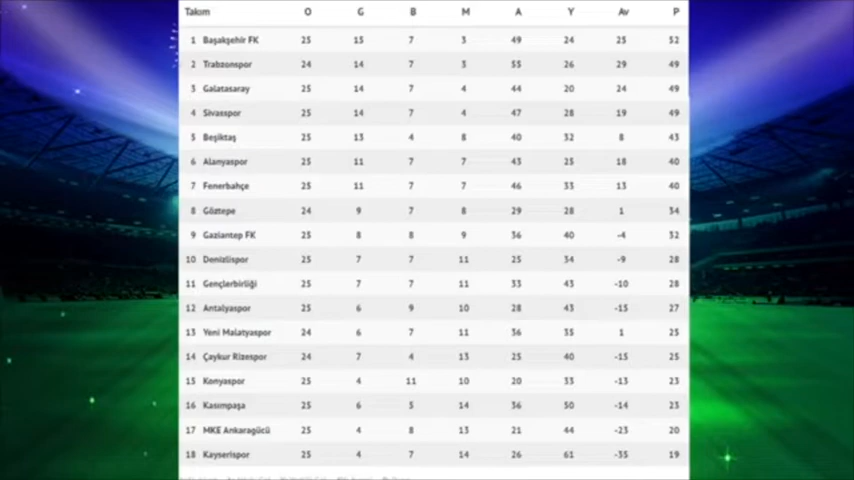 Takım O G B M A Y Av P
1 Başakşehir FK 25 15 7 3 49 24 25 52
2 Trabzonspor 24 14 7 3 55 26 29 49
3 Galatasaray 25 14 7 4 44 20 24 49
4 Sivasspor 25 14 7 4 47 28 19 49
5 Beşiktaş 25 13 4 8 40 32 8 43
6 Alanyaspor 25 11 7 7 43 25 18 40
7 Fenerbahçe 25 11 7 7 46 33 13 40
8 Göztepe 24 9 7 8 29 28 1 34
9 Gaziantep FK 25 8 8 9 36 40 -4 32
10 Denizlispor 25 7 7 11 25 34 -9 28
11 Gençlerbirliği 25 7 7 11 33 43 -10 28
12 Antalyaspor 25 6 9 10 28 43 -15 27
13 Yeni Malatyaspor 24 6 7 11 36 35 1 25
14 Çaykur Rizespor 24 7 4 13 25 40 -15 25
15 Konyaspor 25 4 11 10 20 33 -13 23
16 Kasımpaşa 25 6 5 14 36 50 -14 23
17 MKE Ankaragücü 25 4 8 13 21 44 -23 20
18 Kayserispor 25 4 7 14 26 61 -35 19